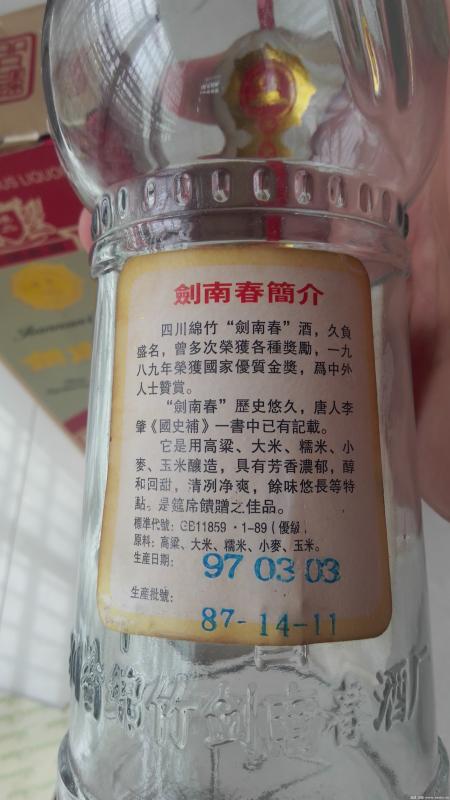 劍南春簡介
四川綿竹“劍南春”酒,久負
盛名,曾多次榮獲各種獎勵,一九
八九年榮獲國家優質金獎,爲中外
人士贊賞。
“劍南春”歷史悠久,唐人李
肇《國史補》一書中已有記載。
它是用高粱、大米、糯米、小
麥、玉米釀造,具有芳香濃郁,醇
和回甜,清冽净爽,餘味悠長等特
點。是筵席饋贈之佳品。
標準代號:GB11859·1-89(優級)
原料:高粱、大米、糯米、小麥、玉米。
生産日期: 97 03 03
生産批號:
87-14-11
綿竹劍南春酒厂